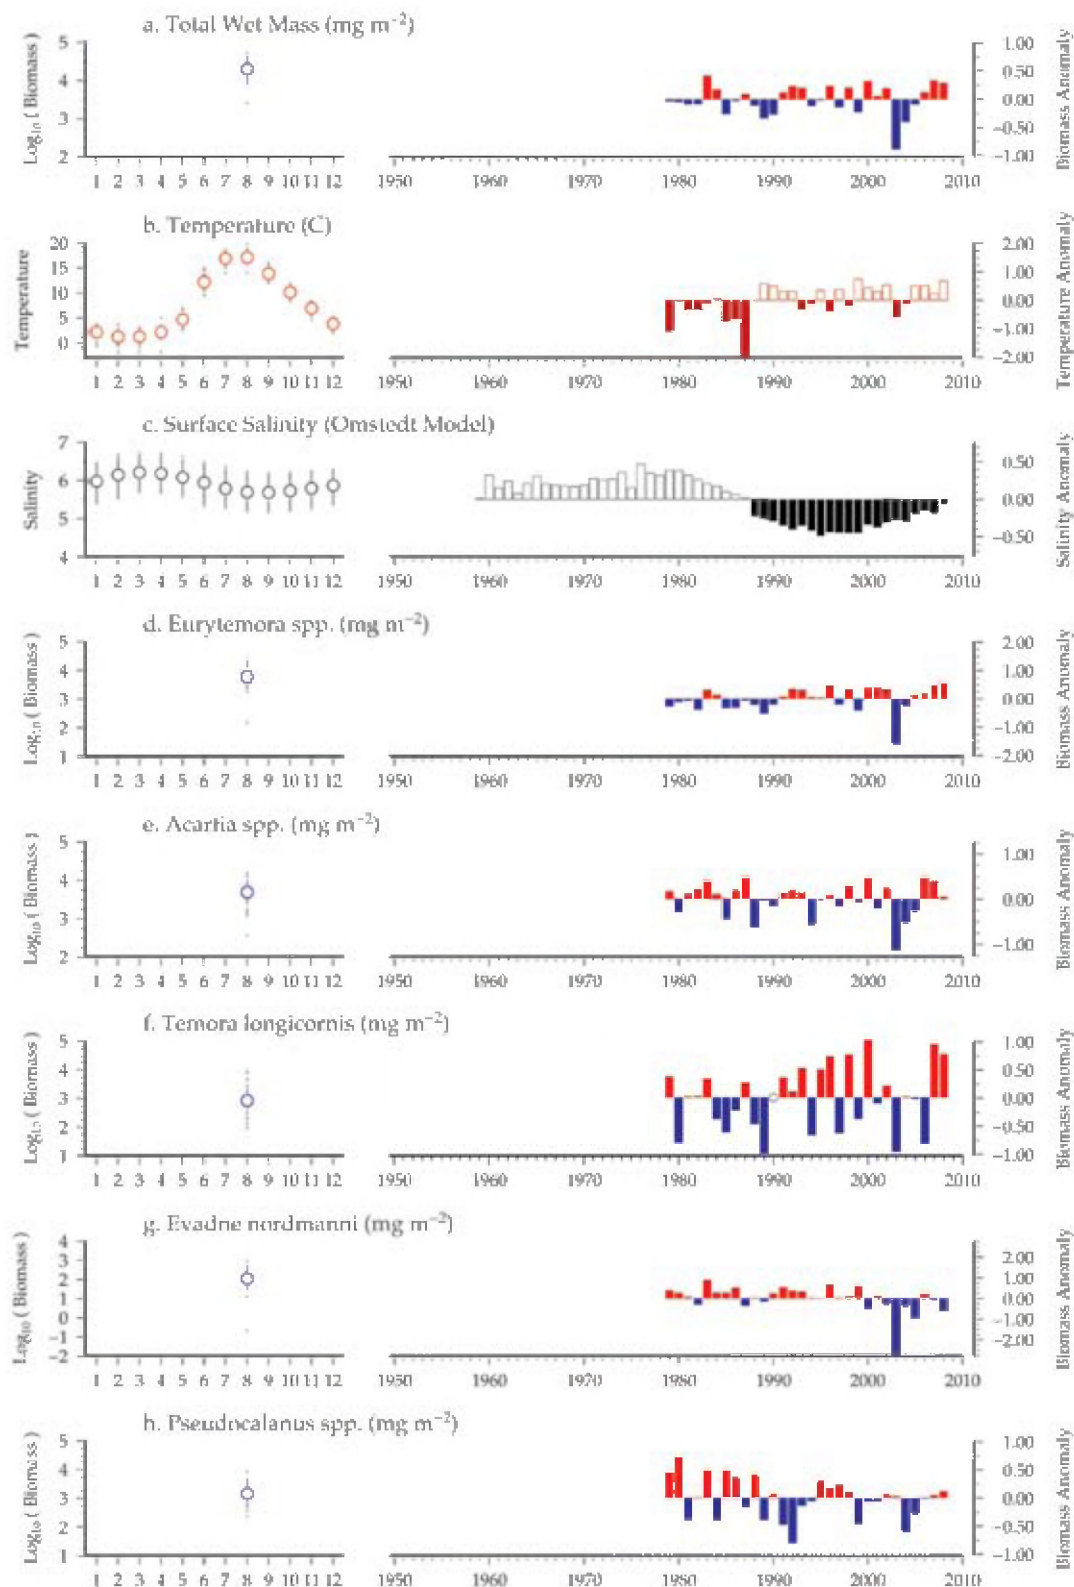 a. Total Wet Mass (mg m⁻²)
Log₁₀ ( Biomass )
5
4
3
2
1 2 3 4 5 6 7 8 9 10 11 12
1950 1960 1970 1980 1990 2000 2010
1.00
0.50
0.00
−0.50
−1.00
Biomass Anomaly
b. Temperature (C)
Temperature
20
15
10
5
0
1 2 3 4 5 6 7 8 9 10 11 12
1950 1960 1970 1980 1990 2000 2010
2.00
1.00
0.00
−1.00
−2.00
Temperature Anomaly
c. Surface Salinity (Omstedt Model)
Salinity
7
6
5
4
1 2 3 4 5 6 7 8 9 10 11 12
1950 1960 1970 1980 1990 2000 2010
0.50
0.00
−0.50
Salinity Anomaly
d. Eurytemora spp. (mg m⁻²)
Log₁₀ ( Biomass )
5
4
3
2
1
1 2 3 4 5 6 7 8 9 10 11 12
1950 1960 1970 1980 1990 2000 2010
2.00
1.00
0.00
−1.00
−2.00
Biomass Anomaly
e. Acartia spp. (mg m⁻²)
Log₁₀ ( Biomass )
5
4
3
2
1 2 3 4 5 6 7 8 9 10 11 12
1950 1960 1970 1980 1990 2000 2010
1.00
0.00
−1.00
Biomass Anomaly
f. Temora longicornis (mg m⁻²)
Log₁₀ ( Biomass )
5
4
3
2
1
1 2 3 4 5 6 7 8 9 10 11 12
1950 1960 1970 1980 1990 2000 2010
1.00
0.50
0.00
−0.50
−1.00
Biomass Anomaly
g. Evadne nordmanni (mg m⁻²)
Log₁₀ ( Biomass )
4
3
2
1
0
−1
−2
1 2 3 4 5 6 7 8 9 10 11 12
1950 1960 1970 1980 1990 2000 2010
2.00
1.00
0.00
−1.00
−2.00
Biomass Anomaly
h. Pseudocalanus spp. (mg m⁻²)
Log₁₀ ( Biomass )
5
4
3
2
1
1 2 3 4 5 6 7 8 9 10 11 12
1950 1960 1970 1980 1990 2000 2010
1.00
0.50
0.00
−0.50
−1.00
Biomass Anomaly